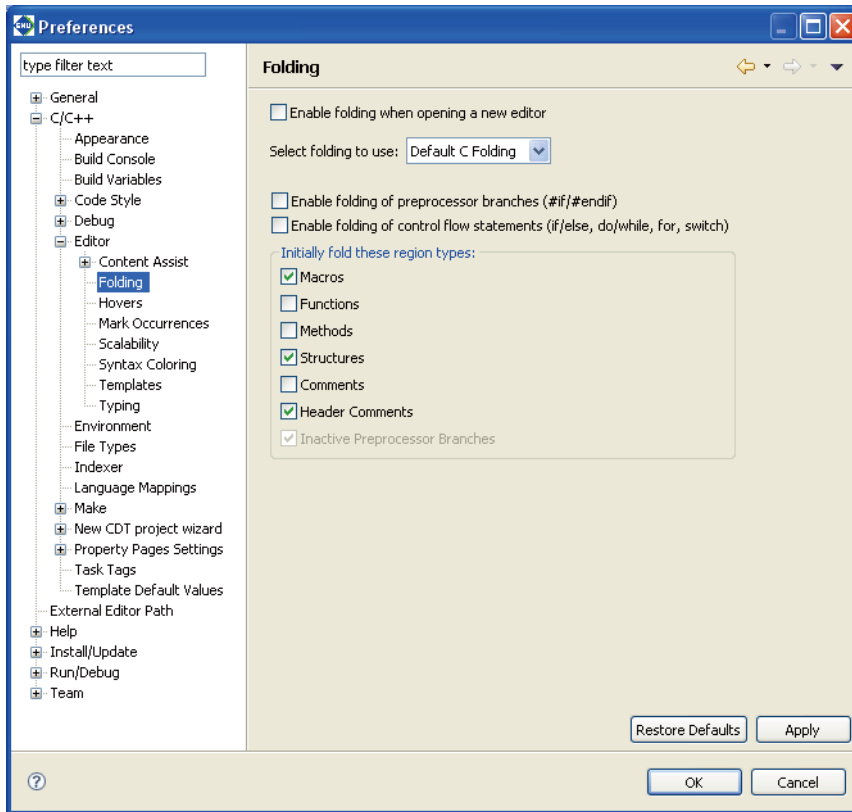 Preferences
type filter text
Folding
General
C/C++
Appearance
Build Console
Build Variables
Code Style
Debug
Editor
Content Assist
Folding
Hovers
Mark Occurrences
Scalability
Syntax Coloring
Templates
Typing
Environment
File Types
Indexer
Language Mappings
Make
New CDT project wizard
Property Pages Settings
Task Tags
Template Default Values
External Editor Path
Help
Install/Update
Run/Debug
Team
Enable folding when opening a new editor
Select folding to use: Default C Folding
Enable folding of preprocessor branches (#if/#endif)
Enable folding of control flow statements (if/else, do/while, for, switch)
Initially fold these region types:
Macros
Functions
Methods
Structures
Comments
Header Comments
Inactive Preprocessor Branches
Restore Defaults Apply
? OK Cancel